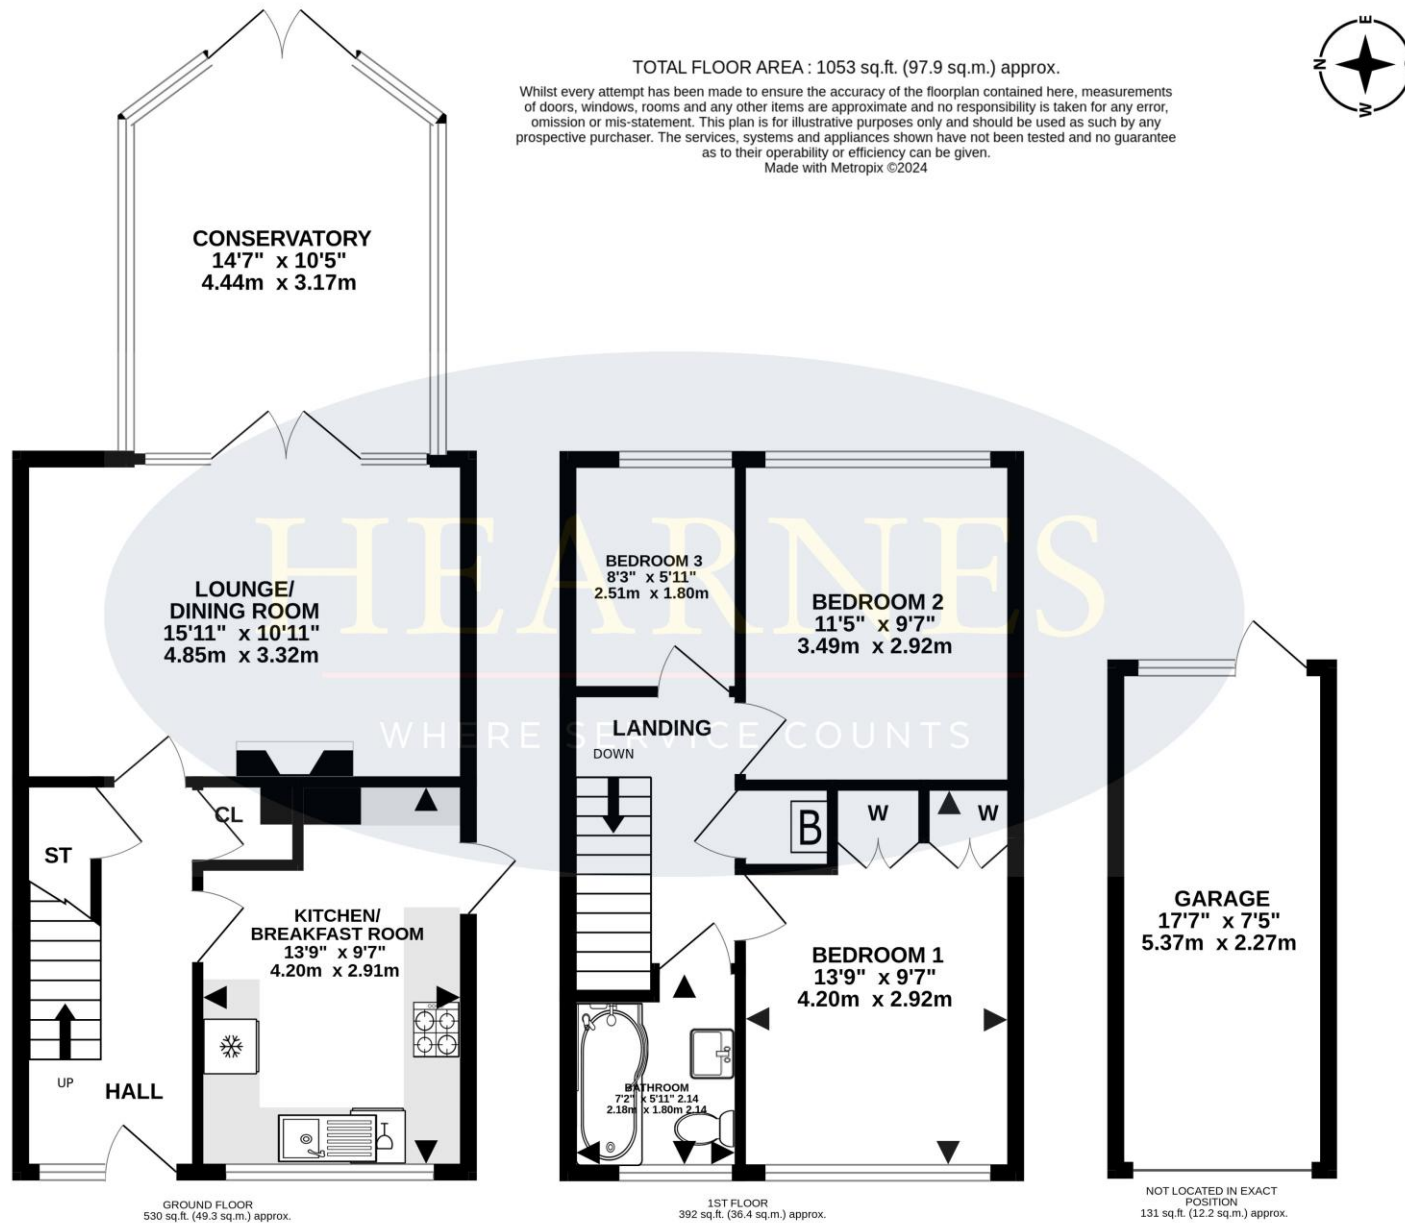 TOTAL FLOOR AREA : 1053 sq.ft. (97.9 sq.m.) approx.
Whilst every attempt has been made to ensure the accuracy of the floorplan contained here, measurements
of doors, windows, rooms and any other items are approximate and no responsibility is taken for any error,
omission or mis-statement. This plan is for illustrative purposes only and should be used as such by any
prospective purchaser. The services, systems and appliances shown have not been tested and no guarantee
as to their operability or efficiency can be given.
Made with Metropix ©2024
E
N
W
CONSERVATORY
14'7" x 10'5"
4.44m x 3.17m
HEARNES
WHERE SERVICE COUNTS
LOUNGE/
DINING ROOM
15'11" x 10'11"
4.85m x 3.32m
CL
ST
KITCHEN/
BREAKFAST ROOM
13'9" x 9'7"
4.20m x 2.91m
UP
HALL
GROUND FLOOR
530 sq.ft. (49.3 sq.m.) approx.
BEDROOM 3
8'3" x 5'11"
2.51m x 1.80m
BEDROOM 2
11'5" x 9'7"
3.49m x 2.92m
LANDING
DOWN
B
W
W
BEDROOM 1
13'9" x 9'7"
4.20m x 2.92m
BATHROOM
7'2" x 5'11" 2.14
2.18m x 1.80m 2.14
1ST FLOOR
392 sq.ft. (36.4 sq.m.) approx.
GARAGE
17'7" x 7'5"
5.37m x 2.27m
NOT LOCATED IN EXACT
POSITION
131 sq.ft. (12.2 sq.m.) approx.